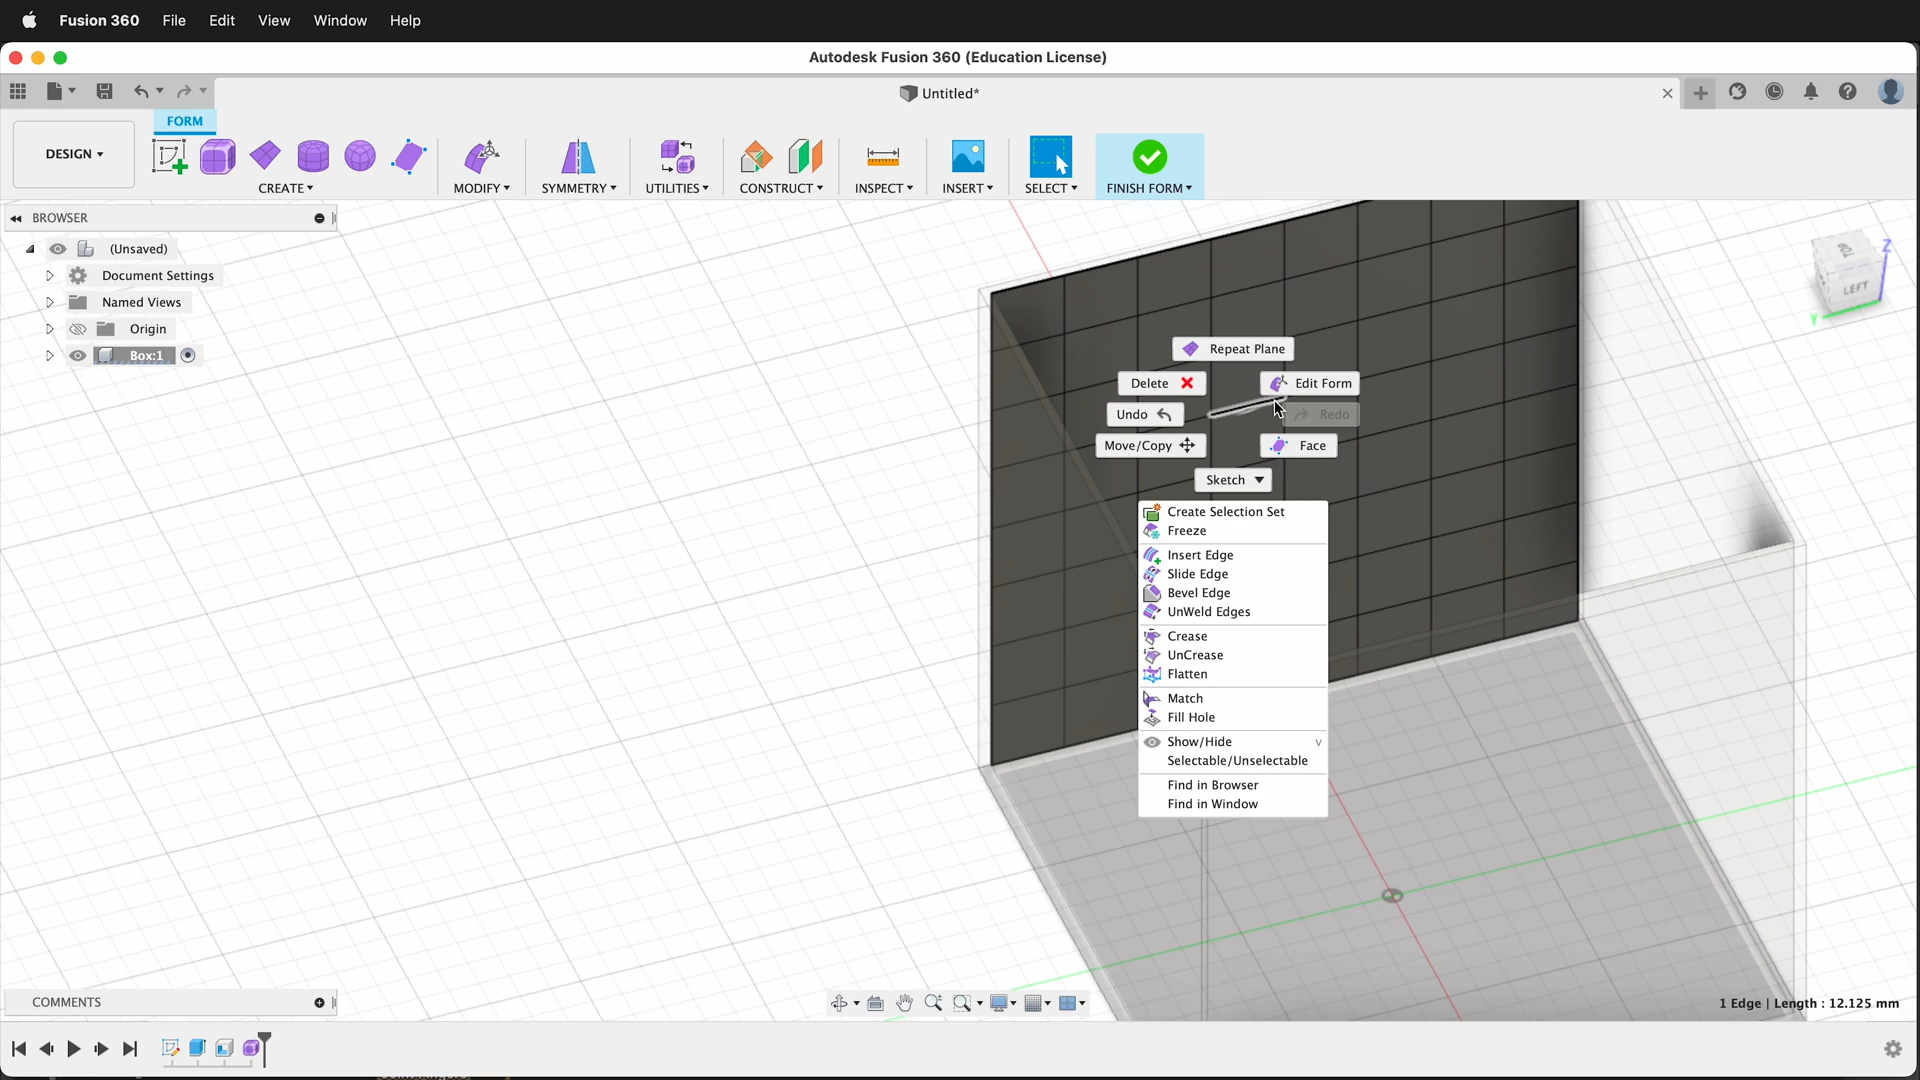 Fusion 360 File Edit View Window Help
Autodesk Fusion 360 (Education License)
Untitled*
FORM
DESIGN
CREATE MODIFY SYMMETRY UTILITIES CONSTRUCT INSPECT INSERT SELECT FINISH FORM
BROWSER
(Unsaved)
Document Settings
Named Views
Origin
Box:1
Z
LEFT
Y
Repeat Plane
Delete
Edit Form
Undo
Redo
Move/Copy
Face
Sketch
Create Selection Set
Freeze
Insert Edge
Slide Edge
Bevel Edge
UnWeld Edges
Crease
UnCrease
Flatten
Match
Fill Hole
Show/Hide v
Selectable/Unselectable
Find in Browser
Find in Window
COMMENTS
1 Edge | Length : 12.125 mm